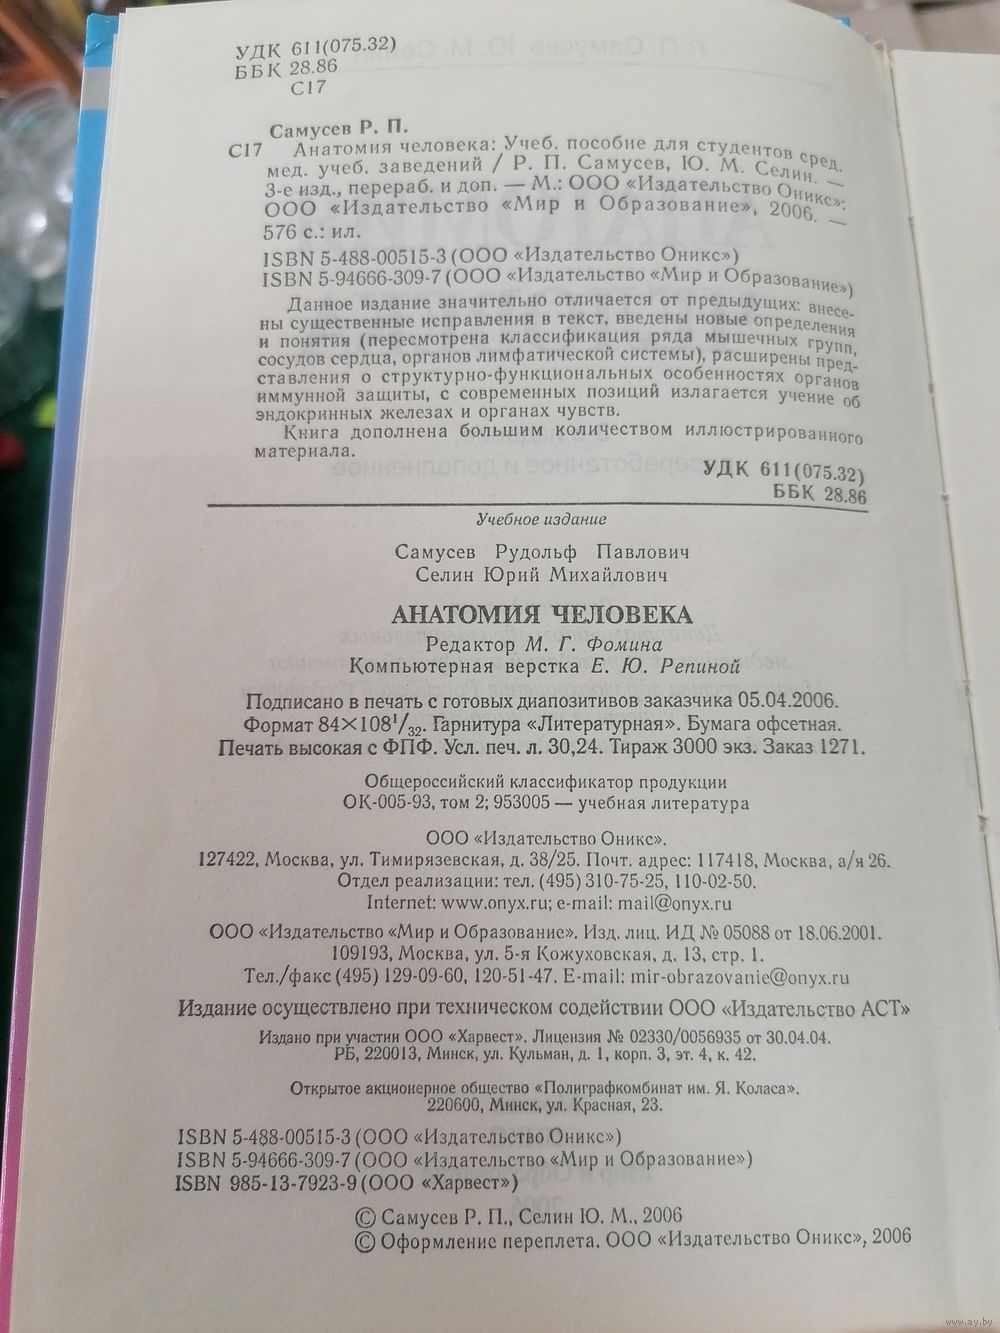 УДК 611(075.32)
ББК 28.86
С17
Самусев Р. П.
С17 Анатомия человека: Учеб. пособие для студентов сред.
мед. учеб. заведений / Р. П. Самусев, Ю. М. Селин. —
3-е изд., перераб. и доп. — М.: ООО «Издательство Оникс»:
ООО «Издательство «Мир и Образование», 2006. —
576 с.: ил.
ISBN 5-488-00515-3 (ООО «Издательство Оникс»)
ISBN 5-94666-309-7 (ООО «Издательство «Мир и Образование»)
Данное издание значительно отличается от предыдущих: внесе-
ны существенные исправления в текст, введены новые определения
и понятия (пересмотрена классификация ряда мышечных групп,
сосудов сердца, органов лимфатической системы), расширены пред-
ставления о структурно-функциональных особенностях органов
иммунной защиты, с современных позиций излагается учение об
эндокринных железах и органах чувств.
Книга дополнена большим количеством иллюстрированного
материала.
УДК 611(075.32)
ББК 28.86
Учебное издание
Самусев Рудольф Павлович
Селин Юрий Михайлович
АНАТОМИЯ ЧЕЛОВЕКА
Редактор М. Г. Фомина
Компьютерная верстка Е. Ю. Репиной
Подписано в печать с готовых диапозитивов заказчика 05.04.2006.
Формат 84×108 1/32. Гарнитура «Литературная». Бумага офсетная.
Печать высокая с ФПФ. Усл. печ. л. 30,24. Тираж 3000 экз. Заказ 1271.
Общероссийский классификатор продукции
ОК-005-93, том 2; 953005 — учебная литература
ООО «Издательство Оникс».
127422, Москва, ул. Тимирязевская, д. 38/25. Почт. адрес: 117418, Москва, а/я 26.
Отдел реализации: тел. (495) 310-75-25, 110-02-50.
Internet: www.onyx.ru; e-mail: mail@onyx.ru
ООО «Издательство «Мир и Образование». Изд. лиц. ИД № 05088 от 18.06.2001.
109193, Москва, ул. 5-я Кожуховская, д. 13, стр. 1.
Тел./факс (495) 129-09-60, 120-51-47. E-mail: mir-obrazovanie@onyx.ru
Издание осуществлено при техническом содействии ООО «Издательство АСТ»
Издано при участии ООО «Харвест». Лицензия № 02330/0056935 от 30.04.04.
РБ, 220013, Минск, ул. Кульман, д. 1, корп. 3, эт. 4, к. 42.
Открытое акционерное общество «Полиграфкомбинат им. Я. Коласа».
220600, Минск, ул. Красная, 23.
ISBN 5-488-00515-3 (ООО «Издательство Оникс»)
ISBN 5-94666-309-7 (ООО «Издательство «Мир и Образование»)
ISBN 985-13-7923-9 (ООО «Харвест»)
© Самусев Р. П., Селин Ю. М., 2006
© Оформление переплета. ООО «Издательство Оникс», 2006
www.ay.by